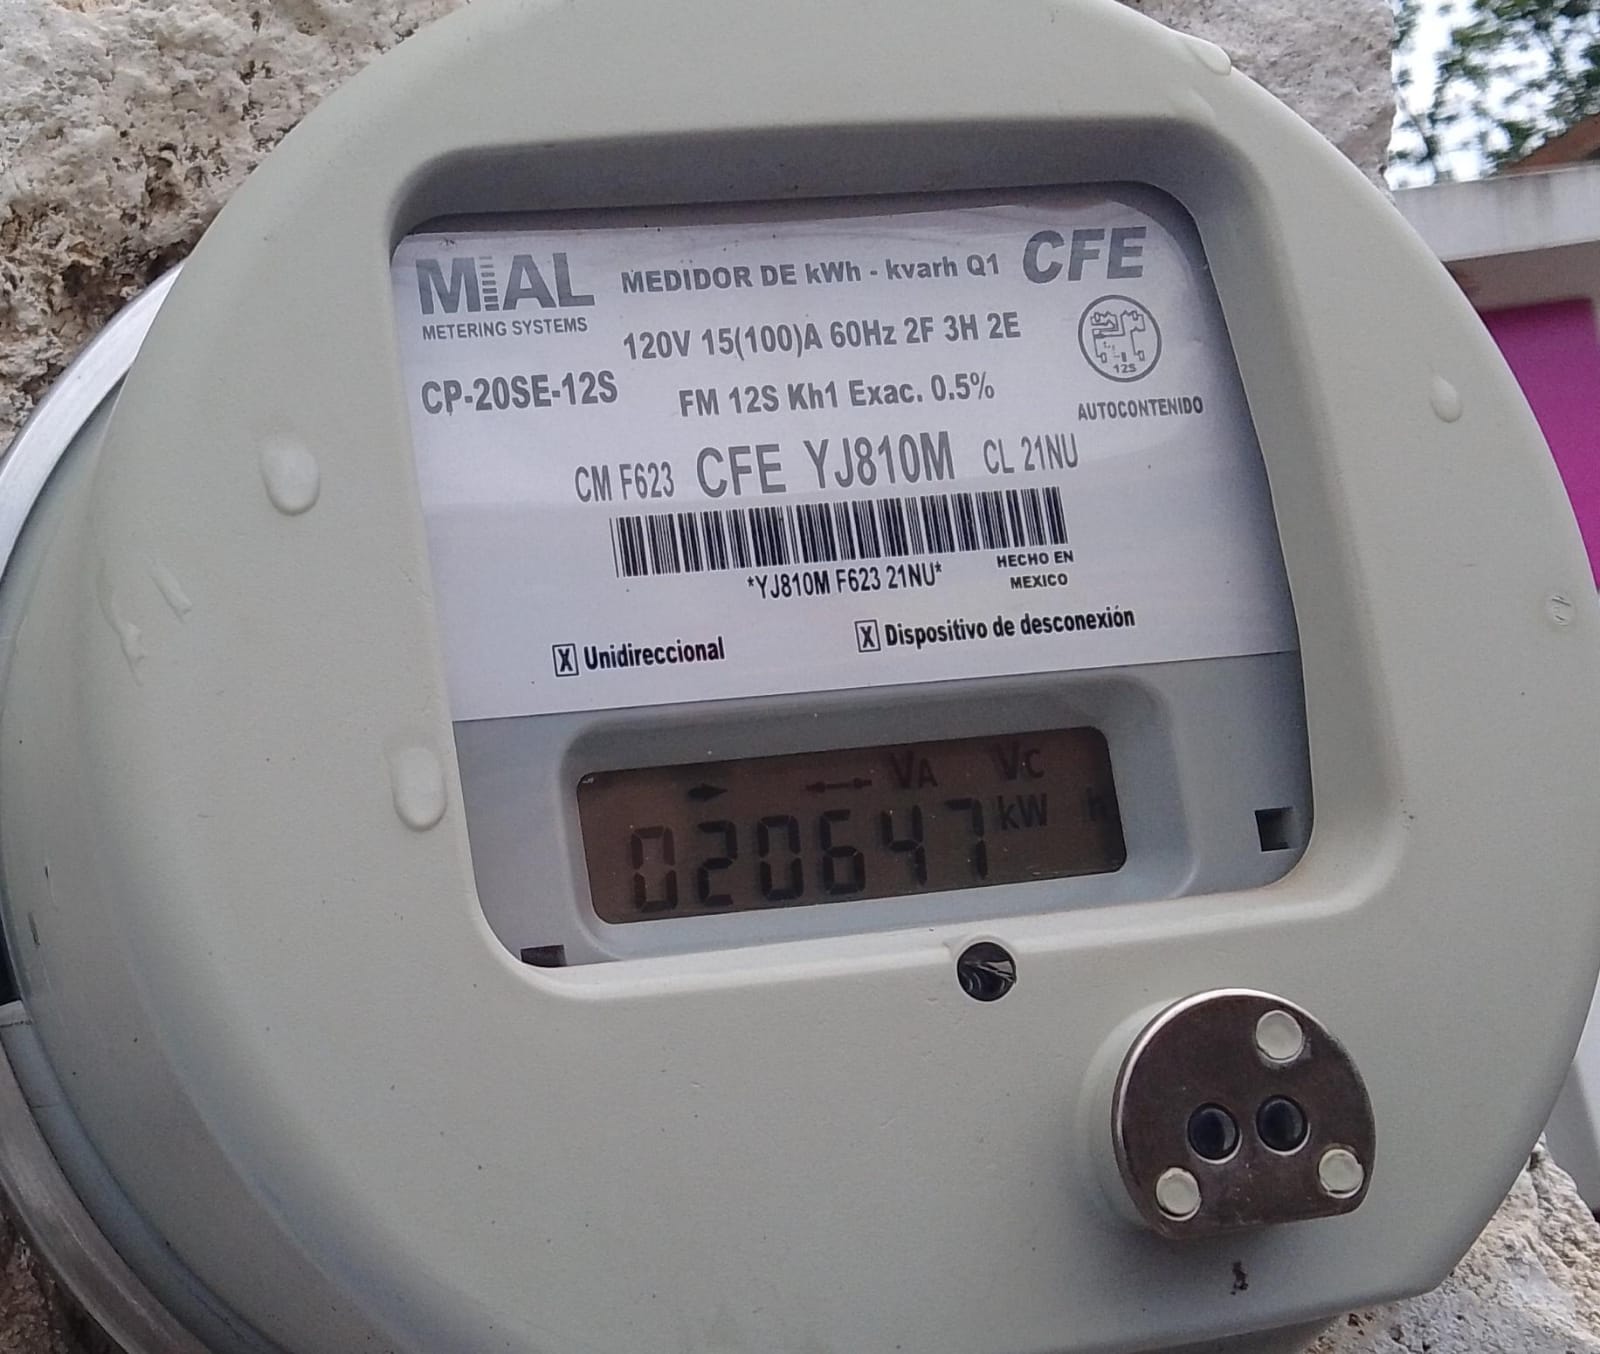 MIAL
METERING SYSTEMS
MEDIDOR DE kWh - kvarh Q1
CFE
120V 15(100)A 60Hz 2F 3H 2E
12S
CP-20SE-12S
FM 12S Kh1 Exac. 0.5%
AUTOCONTENIDO
CM F623 CFE YJ810M CL 21NU
*YJ810M F623 21NU*
HECHO EN
MEXICO
X Unidireccional
X Dispositivo de desconexión
VA VC
020647 kW h